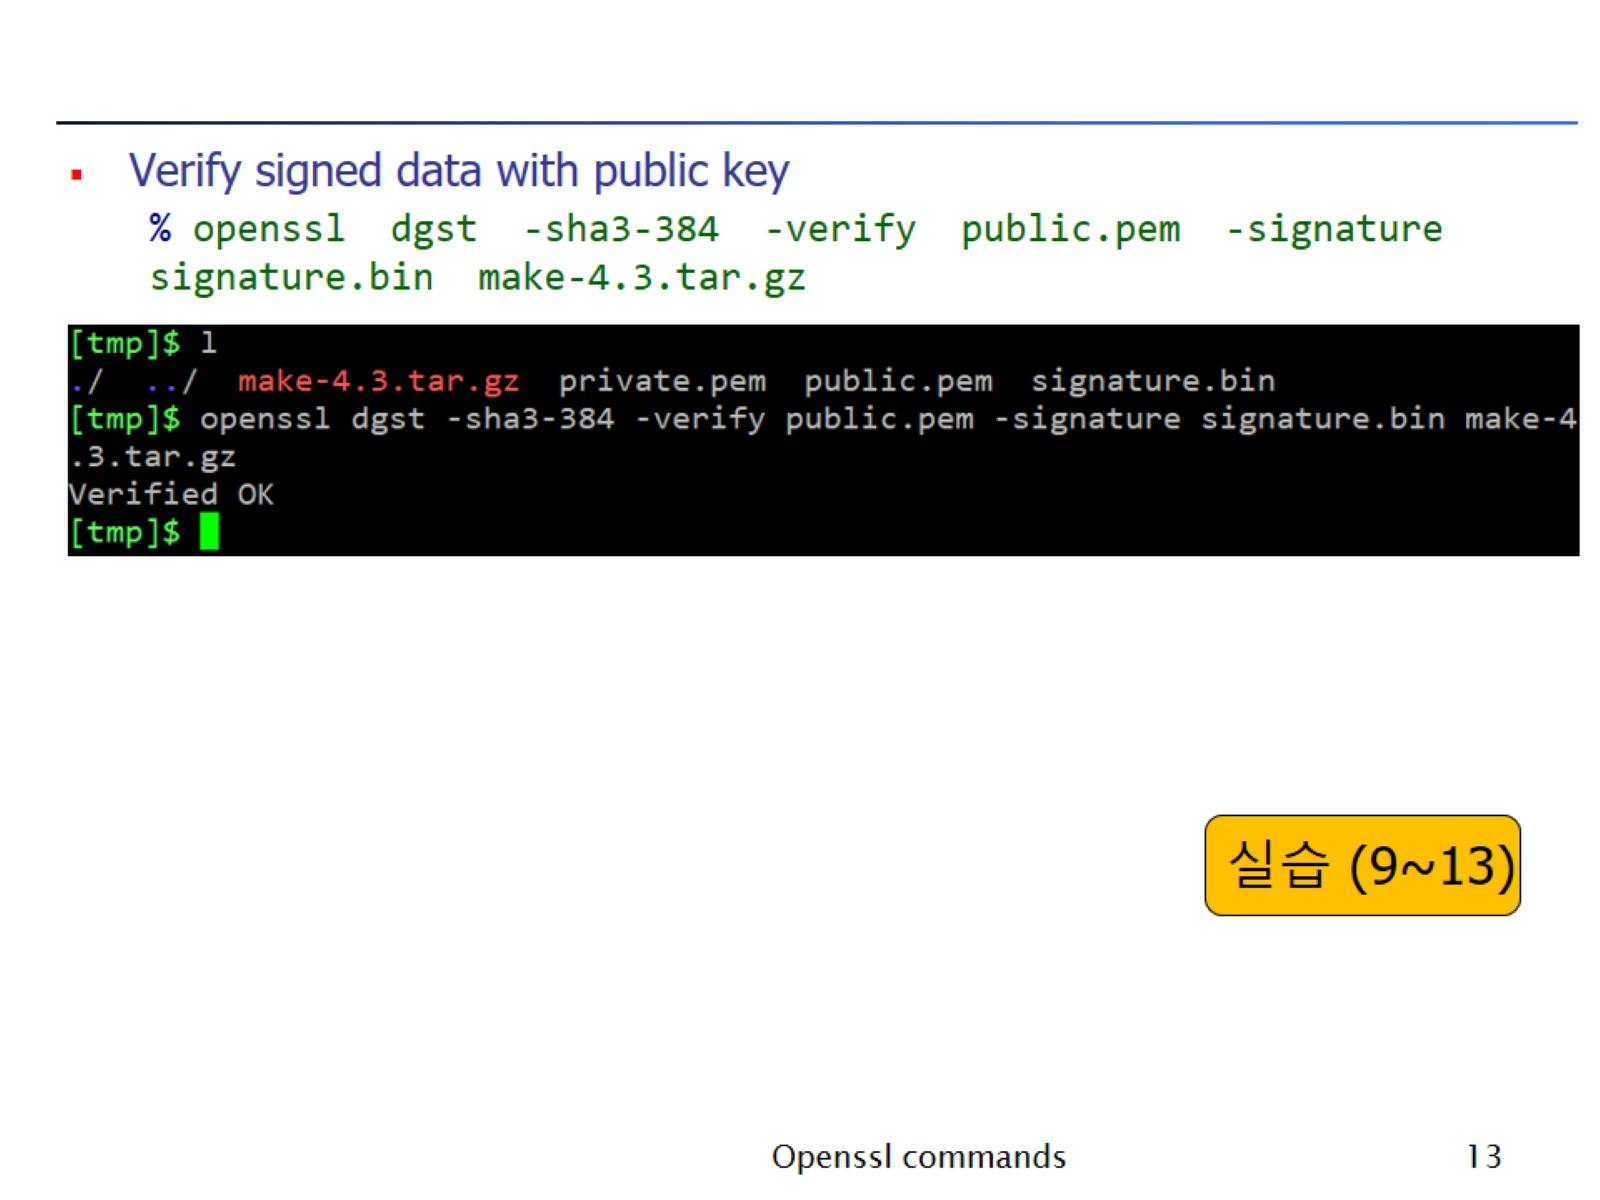 ▪ Verify signed data with public key
% openssl dgst -sha3-384 -verify public.pem -signature
signature.bin make-4.3.tar.gz
[tmp]$ l
./ ../ make-4.3.tar.gz private.pem public.pem signature.bin
[tmp]$ openssl dgst -sha3-384 -verify public.pem -signature signature.bin make-4
.3.tar.gz
Verified OK
[tmp]$
실습 (9~13)
Openssl commands 13